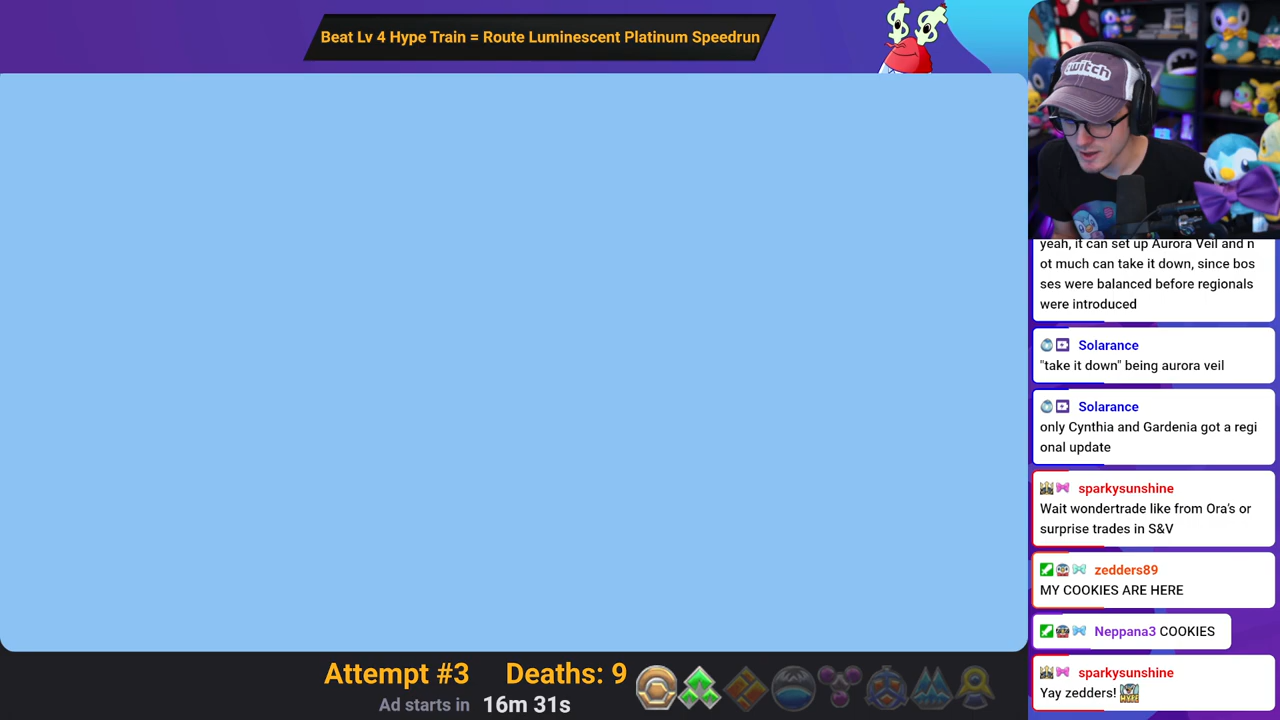 Beat Lv 4 Hype Train = Route Luminescent Platinum Speedrun
twitch
yeah, it can set up Aurora Veil and n
ot much can take it down, since bos
ses were balanced before regionals
were introduced
Solarance
"take it down" being aurora veil
Solarance
only Cynthia and Gardenia got a regi
onal update
sparkysunshine
Wait wondertrade like from Ora's or
surprise trades in S&V
zedders89
MY COOKIES ARE HERE
Neppana3 COOKIES
sparkysunshine
Yay zedders!
Attempt #3 Deaths: 9
Ad starts in 16m 31s